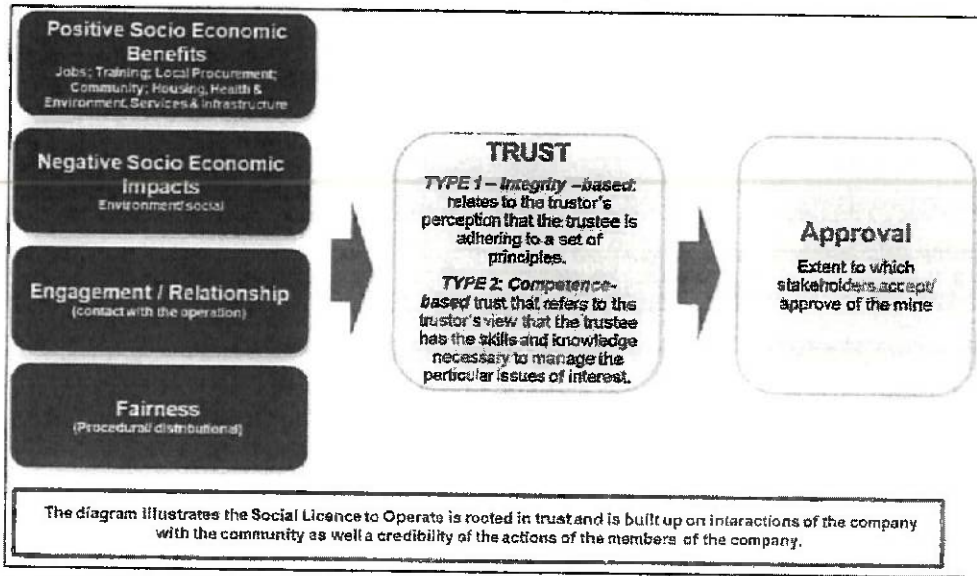 Positive Socio Economic
Benefits
Jobs; Training; Local Procurement;
Community; Housing, Health &
Environment, Services & Infrastructure
Negative Socio Economic
Impacts
Environment/ social
Engagement / Relationship
(contact with the operation)
Fairness
(Procedural/ distributional)
TRUST
TYPE 1 – Integrity –based:
relates to the trustor's
perception that the trustee is
adhering to a set of
principles.
TYPE 2: Competence-
based trust that refers to the
trustor's view that the trustee
has the skills and knowledge
necessary to manage the
particular issues of interest.
Approval
Extent to which
stakeholders accept/
approve of the mine
The diagram illustrates the Social Licence to Operate is rooted in trust and is built up on interactions of the company
with the community as well a credibility of the actions of the members of the company.